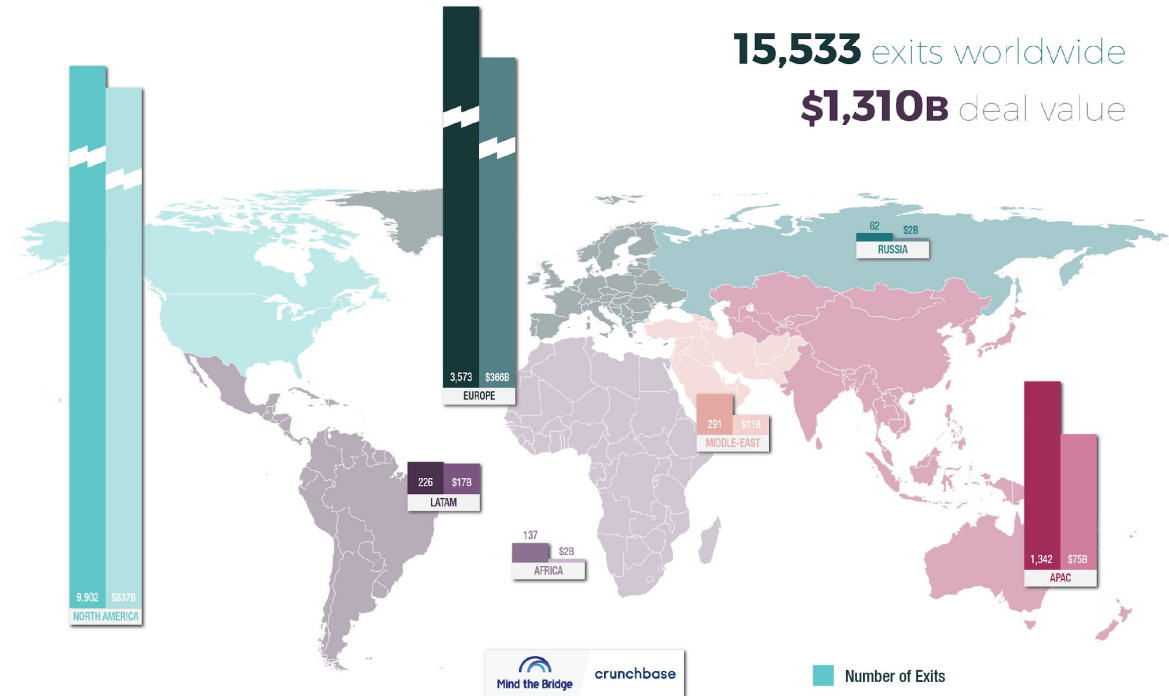 15,533 exits worldwide
$1,310B deal value
62
$2B
RUSSIA
3,573
$366B
EUROPE
291
$11B
MIDDLE-EAST
226
$17B
LATAM
137
$2B
AFRICA
1,342
$75B
APAC
9,902
$837B
NORTH AMERICA
Mind the Bridge
crunchbase
Number of Exits